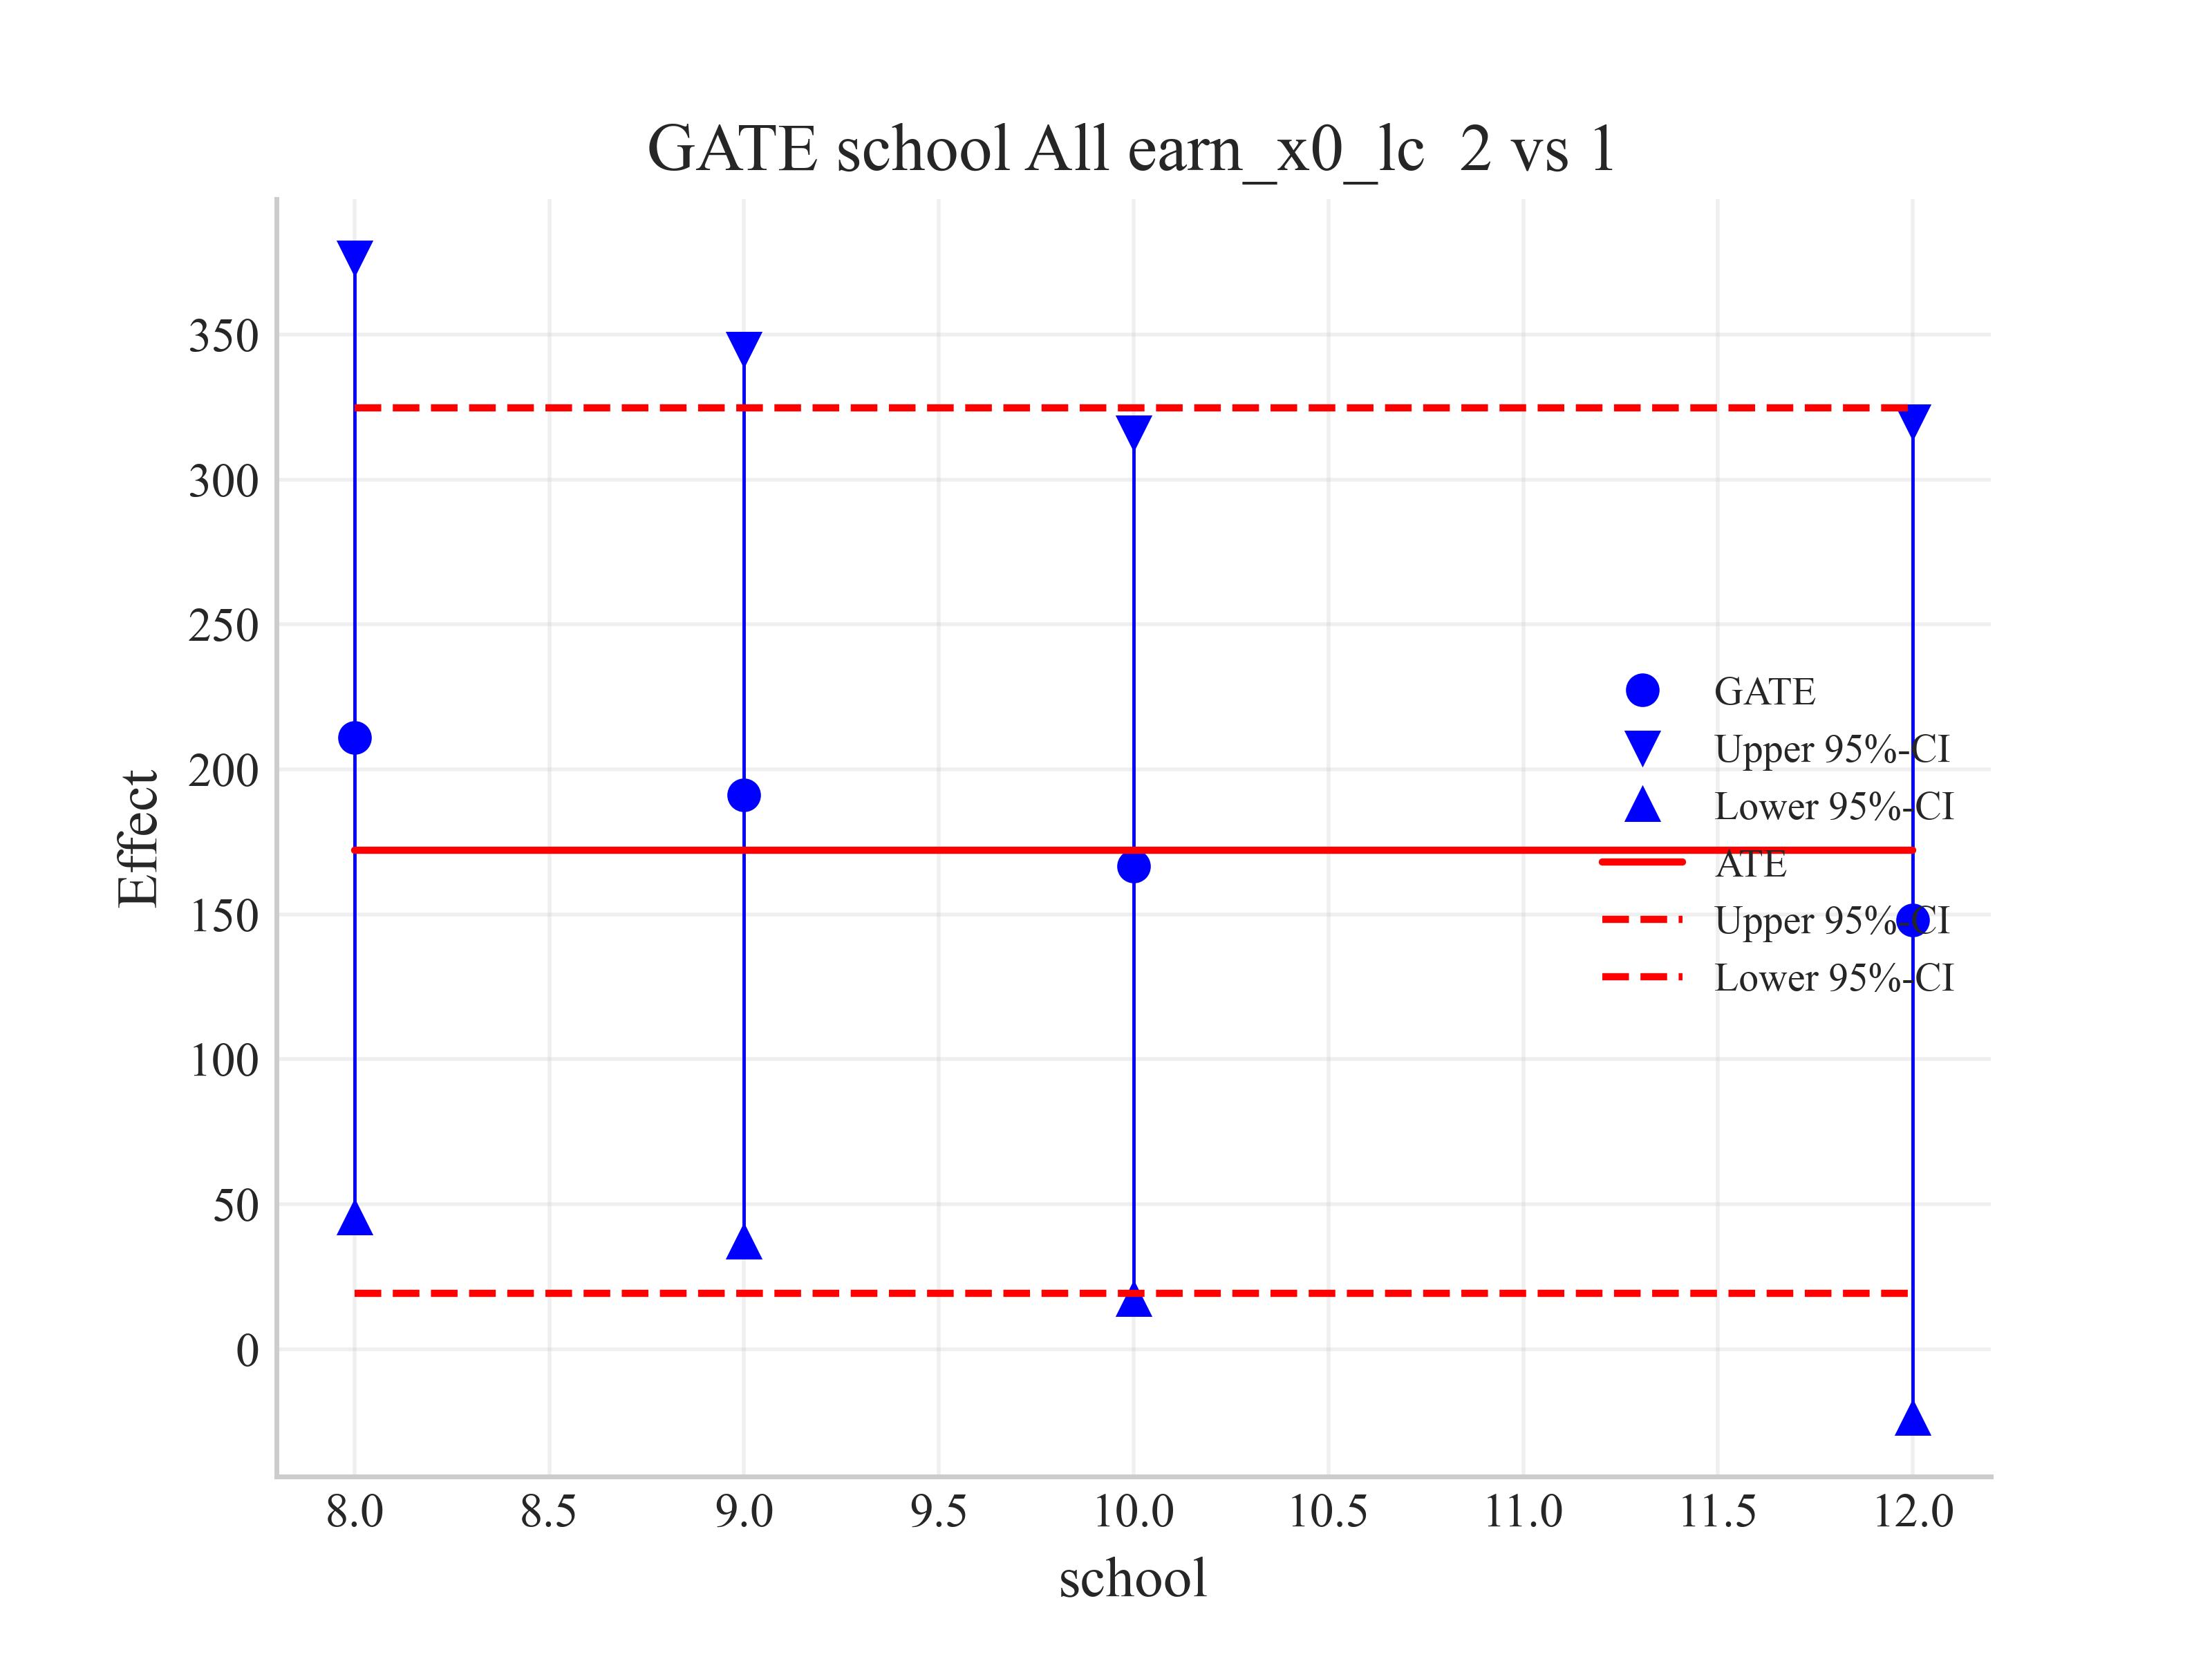 GATE school All earn_x0_lc  2 vs 1
Effect
350
300
250
200
150
100
50
0
GATE
Upper 95%-CI
Lower 95%-CI
ATE
Upper 95%-CI
Lower 95%-CI
8.0 8.5 9.0 9.5 10.0 10.5 11.0 11.5 12.0
school